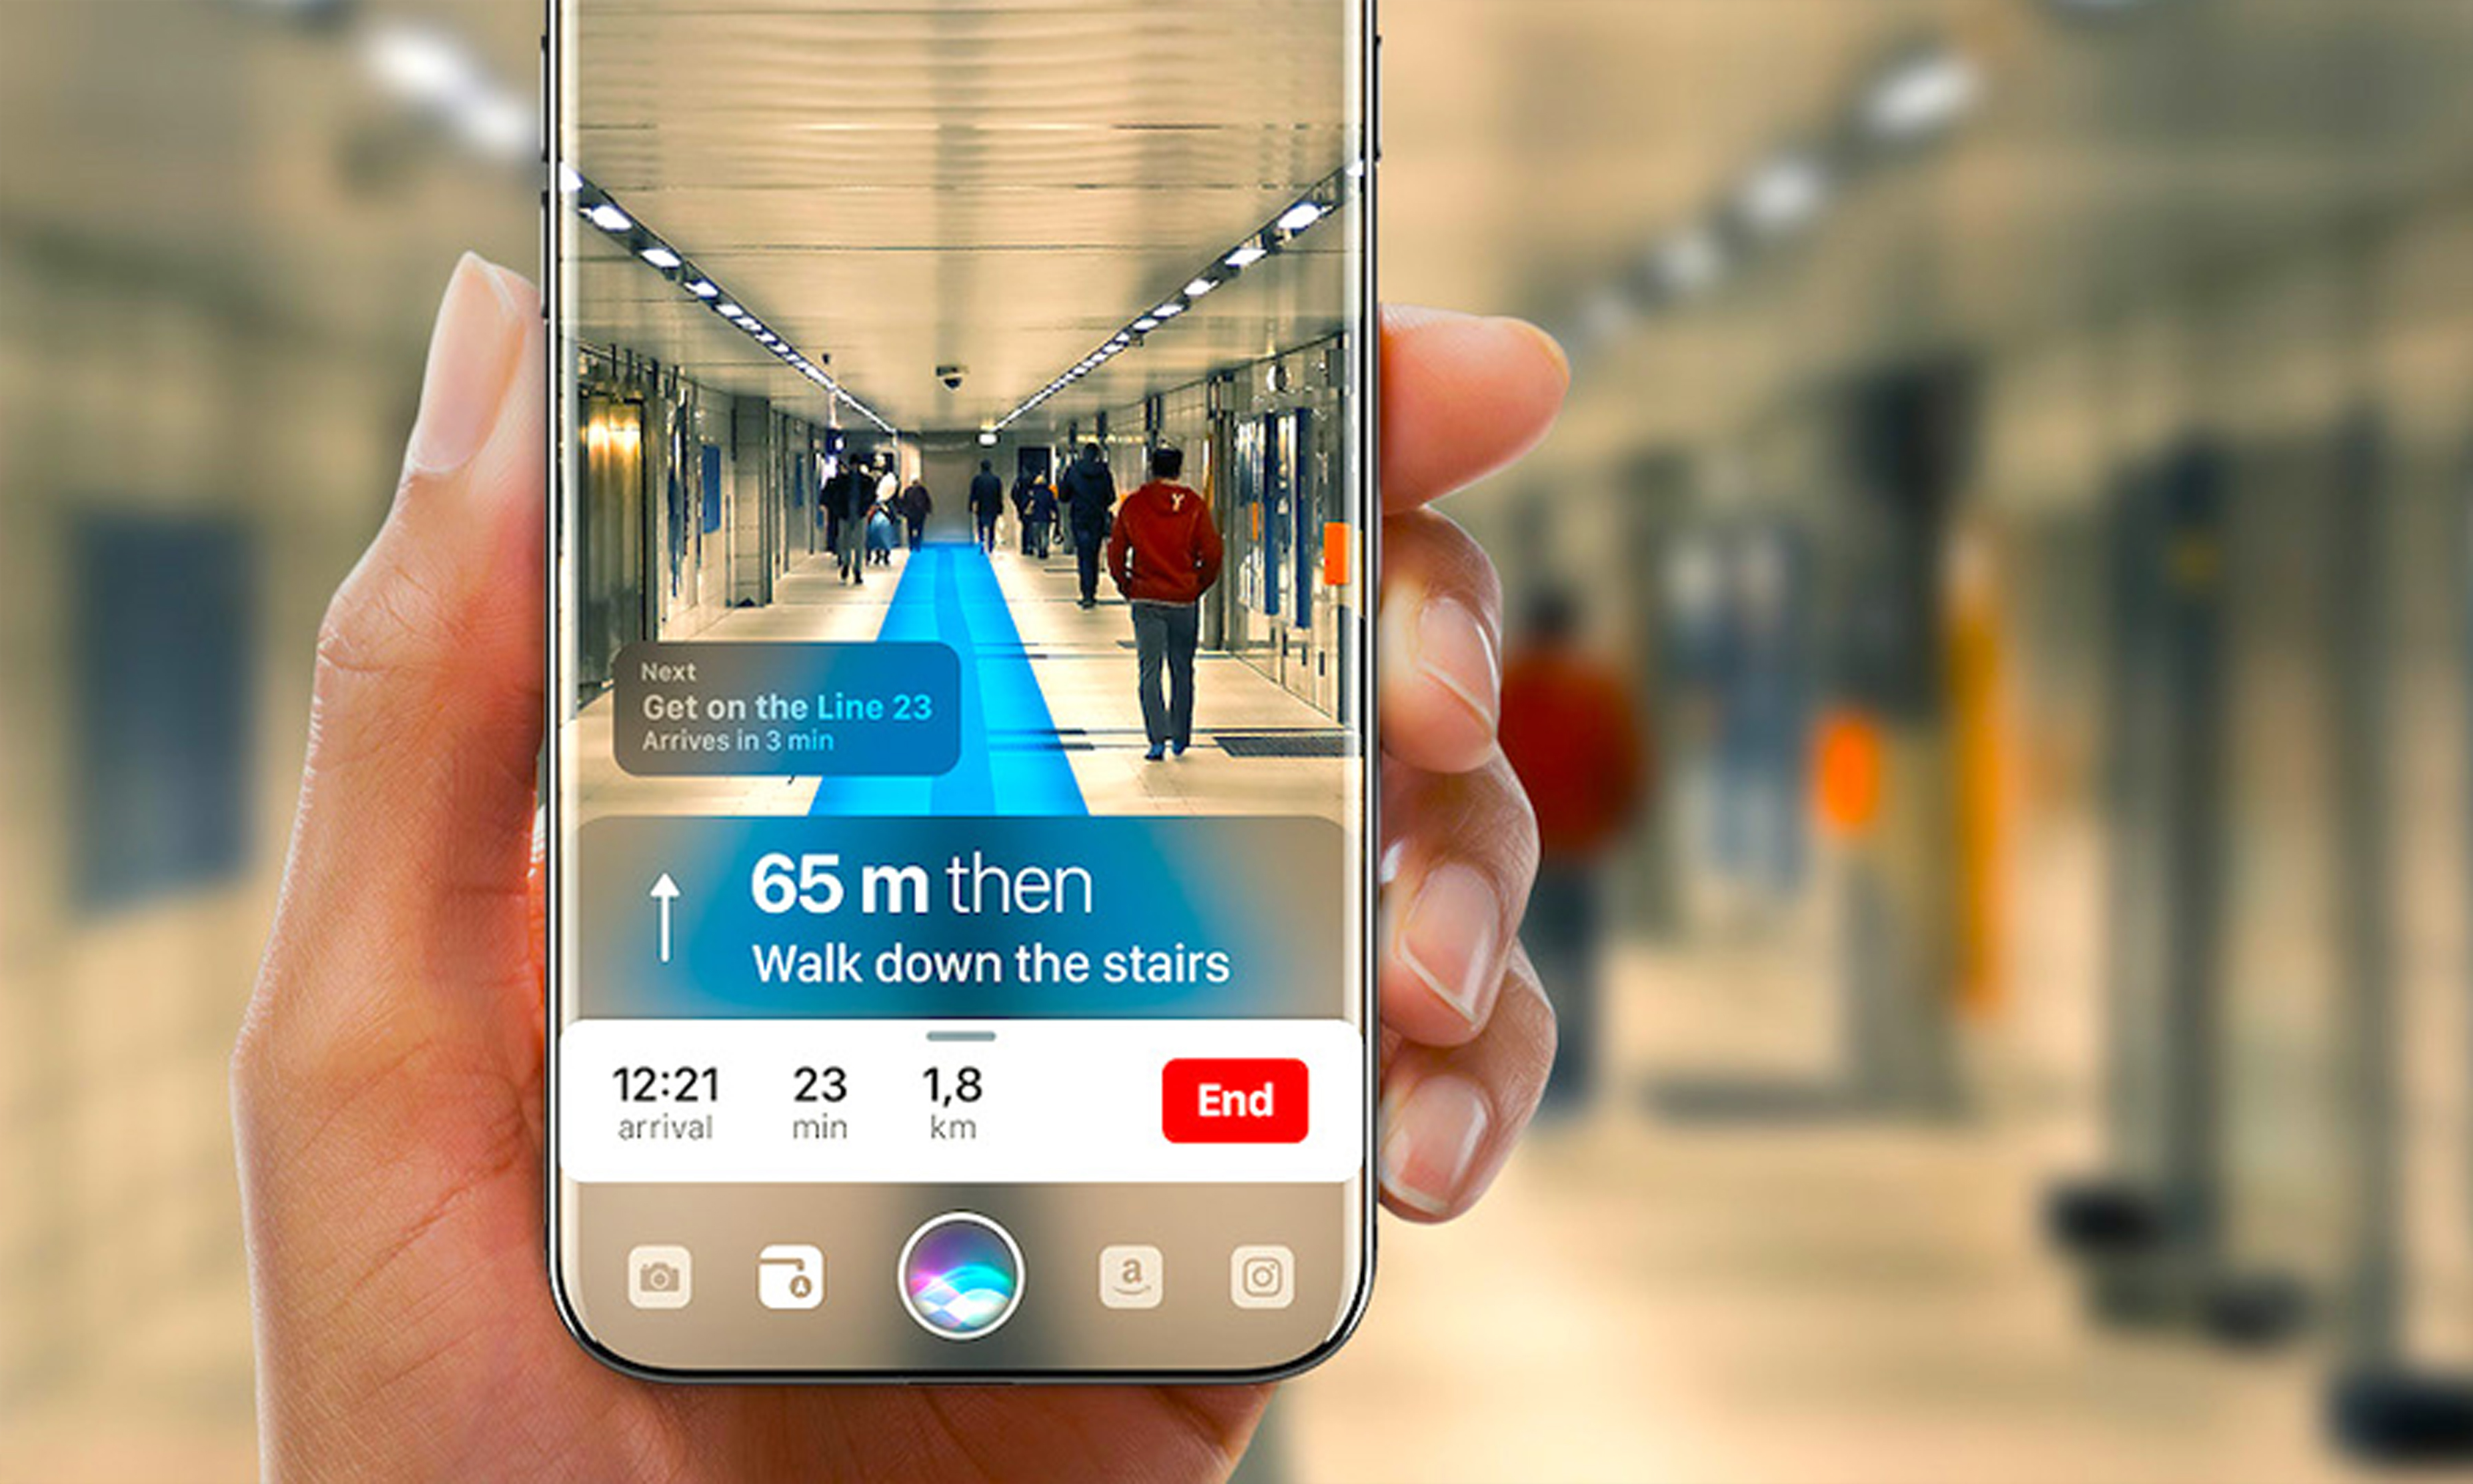 Next
Get on the Line 23
Arrives in 3 min
65 m then
Walk down the stairs
12:21
arrival
23
min
1,8
km
End
a